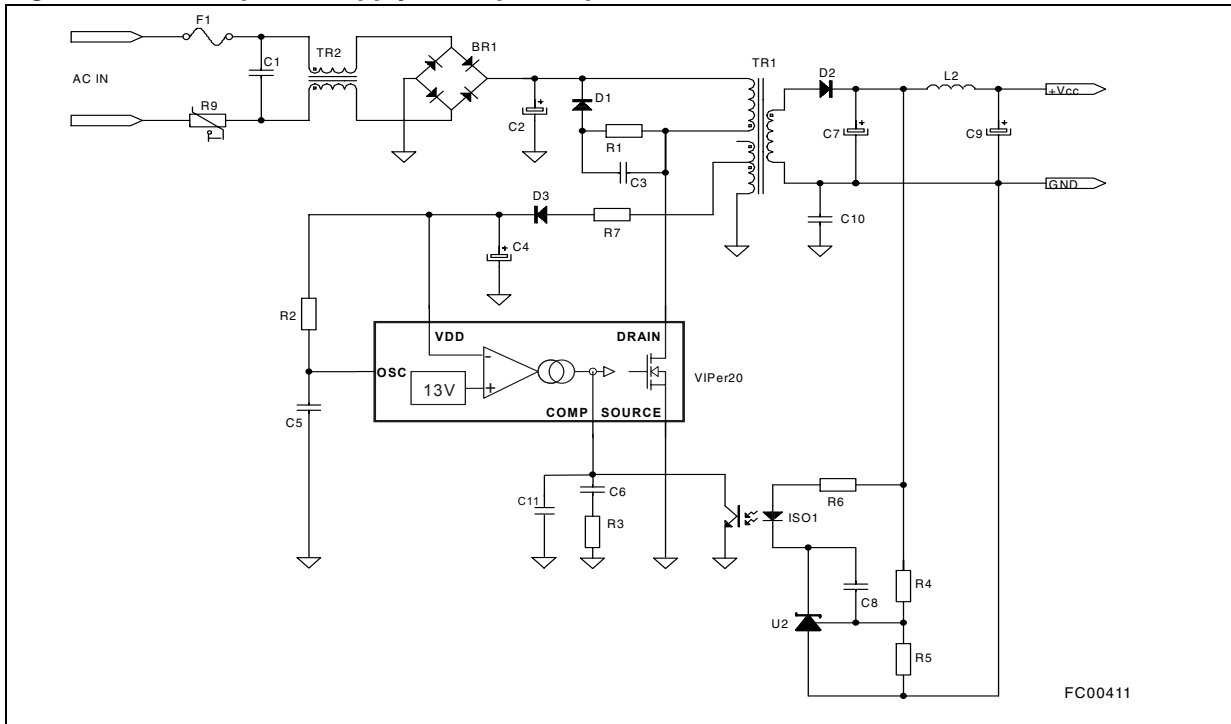 F1
TR2
BR1
C1
AC IN
R9
C2
D1
R1
C3
TR1
D2
L2
+Vcc
C7
C9
GND
C10
D3
R7
C4
R2
VDD
DRAIN
OSC
-
+
13V
COMP
SOURCE
VIPer20
C5
C11
C6
R3
ISO1
R6
C8
R4
U2
R5
FC00411